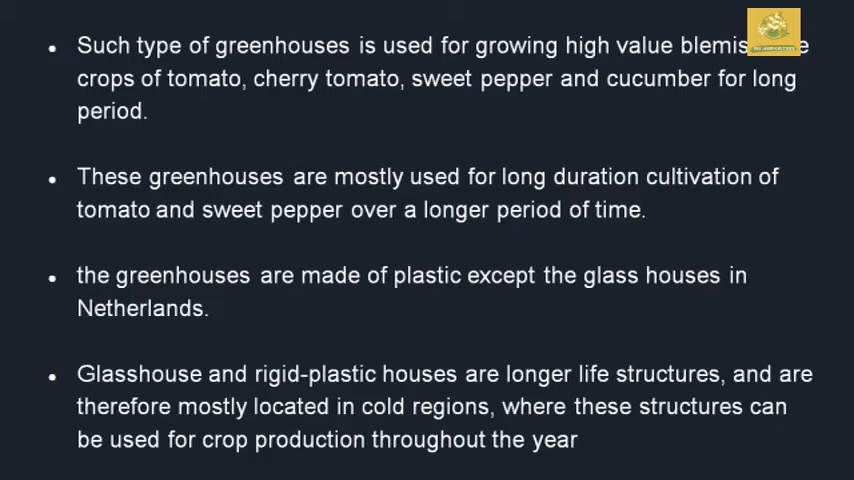 Such type of greenhouses is used for growing high value
crops of tomato, cherry tomato, sweet pepper and cucumber for long
period.
These greenhouses are mostly used for long duration cultivation of
tomato and sweet pepper over a longer period of time.
the greenhouses are made of plastic except the glass houses in
Netherlands.
Glasshouse and rigid-plastic houses are longer life structures, and are
therefore mostly located in cold regions, where these structures can
be used for crop production throughout the year